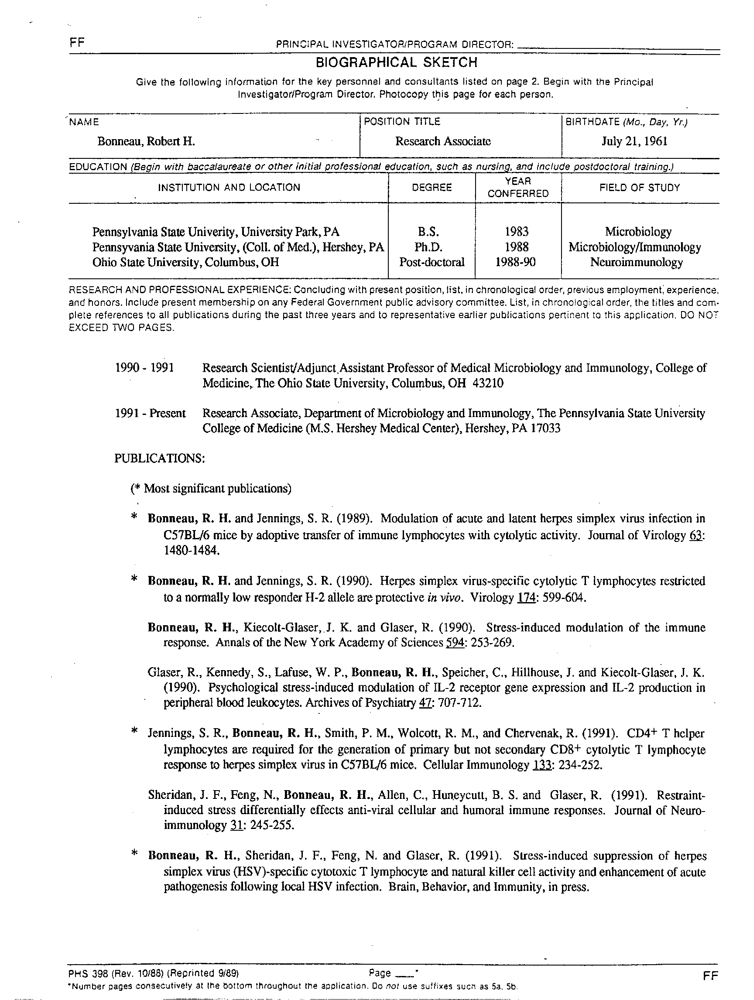 FF
PRINCIPAL INVESTIGATOR/PROGRAM DIRECTOR:
BIOGRAPHICAL SKETCH
Give the following information for the key personnel and consultants listed on page 2. Begin with the Principal
Investigator/Program Director. Photocopy this page for each person.
NAME POSITION TITLE BIRTHDATE (Mo., Day, Yr.)
Bonneau, Robert H. Research Associate July 21, 1961
EDUCATION (Begin with baccalaureate or other initial professional education, such as nursing, and include postdoctoral training.)
INSTITUTION AND LOCATION DEGREE YEAR CONFERRED FIELD OF STUDY
Pennsylvania State Univerity, University Park, PA B.S. 1983 Microbiology
Pennsyvania State University, (Coll. of Med.), Hershey, PA Ph.D. 1988 Microbiology/Immunology
Ohio State University, Columbus, OH Post-doctoral 1988-90 Neuroimmunology
RESEARCH AND PROFESSIONAL EXPERIENCE: Concluding with present position, list, in chronological order, previous employment, experience,
and honors. Include present membership on any Federal Government public advisory committee. List, in chronological order, the titles and com-
plete references to all publications during the past three years and to representative earlier publications pertinent to this application. DO NOT
EXCEED TWO PAGES.
1990 - 1991 Research Scientist/Adjunct Assistant Professor of Medical Microbiology and Immunology, College of
Medicine, The Ohio State University, Columbus, OH 43210
1991 - Present Research Associate, Department of Microbiology and Immunology, The Pennsylvania State University
College of Medicine (M.S. Hershey Medical Center), Hershey, PA 17033
PUBLICATIONS:
(* Most significant publications)
* Bonneau, R. H. and Jennings, S. R. (1989). Modulation of acute and latent herpes simplex virus infection in
C57BL/6 mice by adoptive transfer of immune lymphocytes with cytolytic activity. Journal of Virology 63:
1480-1484.
* Bonneau, R. H. and Jennings, S. R. (1990). Herpes simplex virus-specific cytolytic T lymphocytes restricted
to a normally low responder H-2 allele are protective in vivo. Virology 174: 599-604.
Bonneau, R. H., Kiecolt-Glaser, J. K. and Glaser, R. (1990). Stress-induced modulation of the immune
response. Annals of the New York Academy of Sciences 594: 253-269.
Glaser, R., Kennedy, S., Lafuse, W. P., Bonneau, R. H., Speicher, C., Hillhouse, J. and Kiecolt-Glaser, J. K.
(1990). Psychological stress-induced modulation of IL-2 receptor gene expression and IL-2 production in
peripheral blood leukocytes. Archives of Psychiatry 47: 707-712.
* Jennings, S. R., Bonneau, R. H., Smith, P. M., Wolcott, R. M., and Chervenak, R. (1991). CD4+ T helper
lymphocytes are required for the generation of primary but not secondary CD8+ cytolytic T lymphocyte
response to herpes simplex virus in C57BL/6 mice. Cellular Immunology 133: 234-252.
Sheridan, J. F., Feng, N., Bonneau, R. H., Allen, C., Huneycutt, B. S. and Glaser, R. (1991). Restraint-
induced stress differentially effects anti-viral cellular and humoral immune responses. Journal of Neuro-
immunology 31: 245-255.
* Bonneau, R. H., Sheridan, J. F., Feng, N. and Glaser, R. (1991). Stress-induced suppression of herpes
simplex virus (HSV)-specific cytotoxic T lymphocyte and natural killer cell activity and enhancement of acute
pathogenesis following local HSV infection. Brain, Behavior, and Immunity, in press.
PHS 398 (Rev. 10/88) (Reprinted 9/89) Page ___* FF
*Number pages consecutively at the bottom throughout the application. Do not use suffixes such as 5a, 5b.